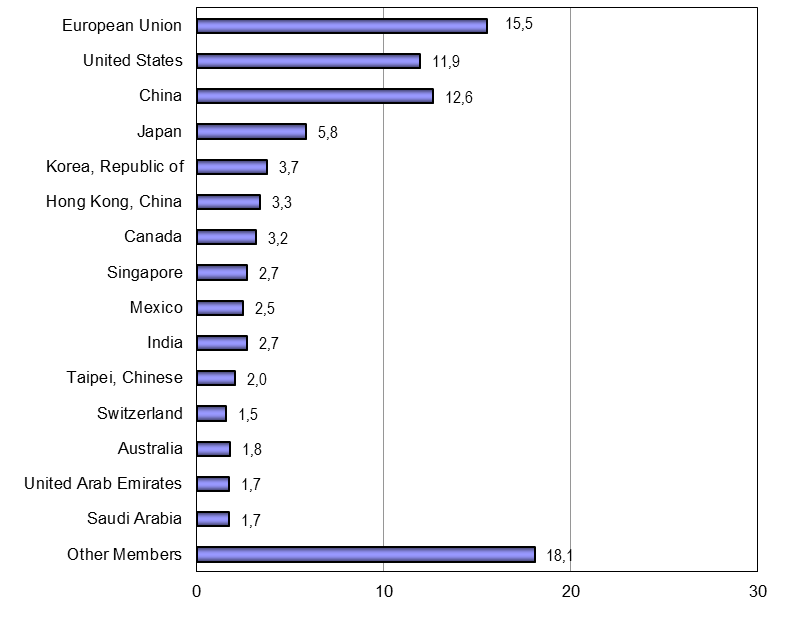 European Union 15,5
United States 11,9
China 12,6
Japan 5,8
Korea, Republic of 3,7
Hong Kong, China 3,3
Canada 3,2
Singapore 2,7
Mexico 2,5
India 2,7
Taipei, Chinese 2,0
Switzerland 1,5
Australia 1,8
United Arab Emirates 1,7
Saudi Arabia 1,7
Other Members 18,1
0 10 20 30